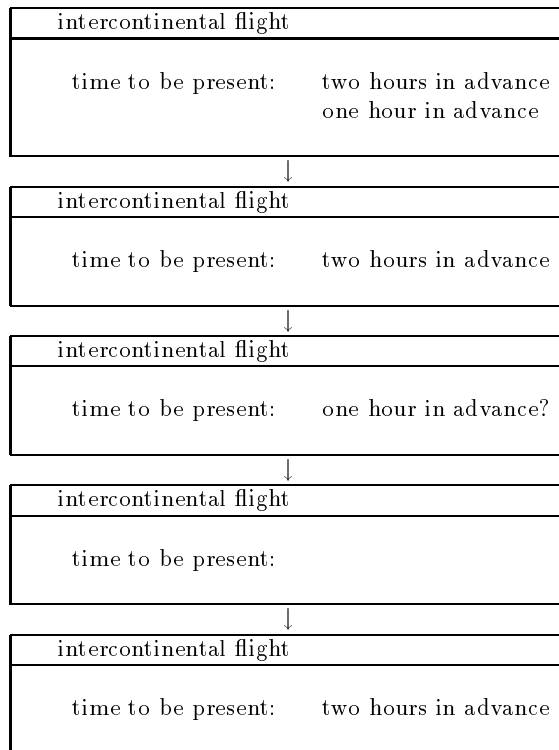 intercontinental flight
time to be present: two hours in advance
one hour in advance
intercontinental flight
time to be present: two hours in advance
intercontinental flight
time to be present: one hour in advance?
intercontinental flight
time to be present:
intercontinental flight
time to be present: two hours in advance